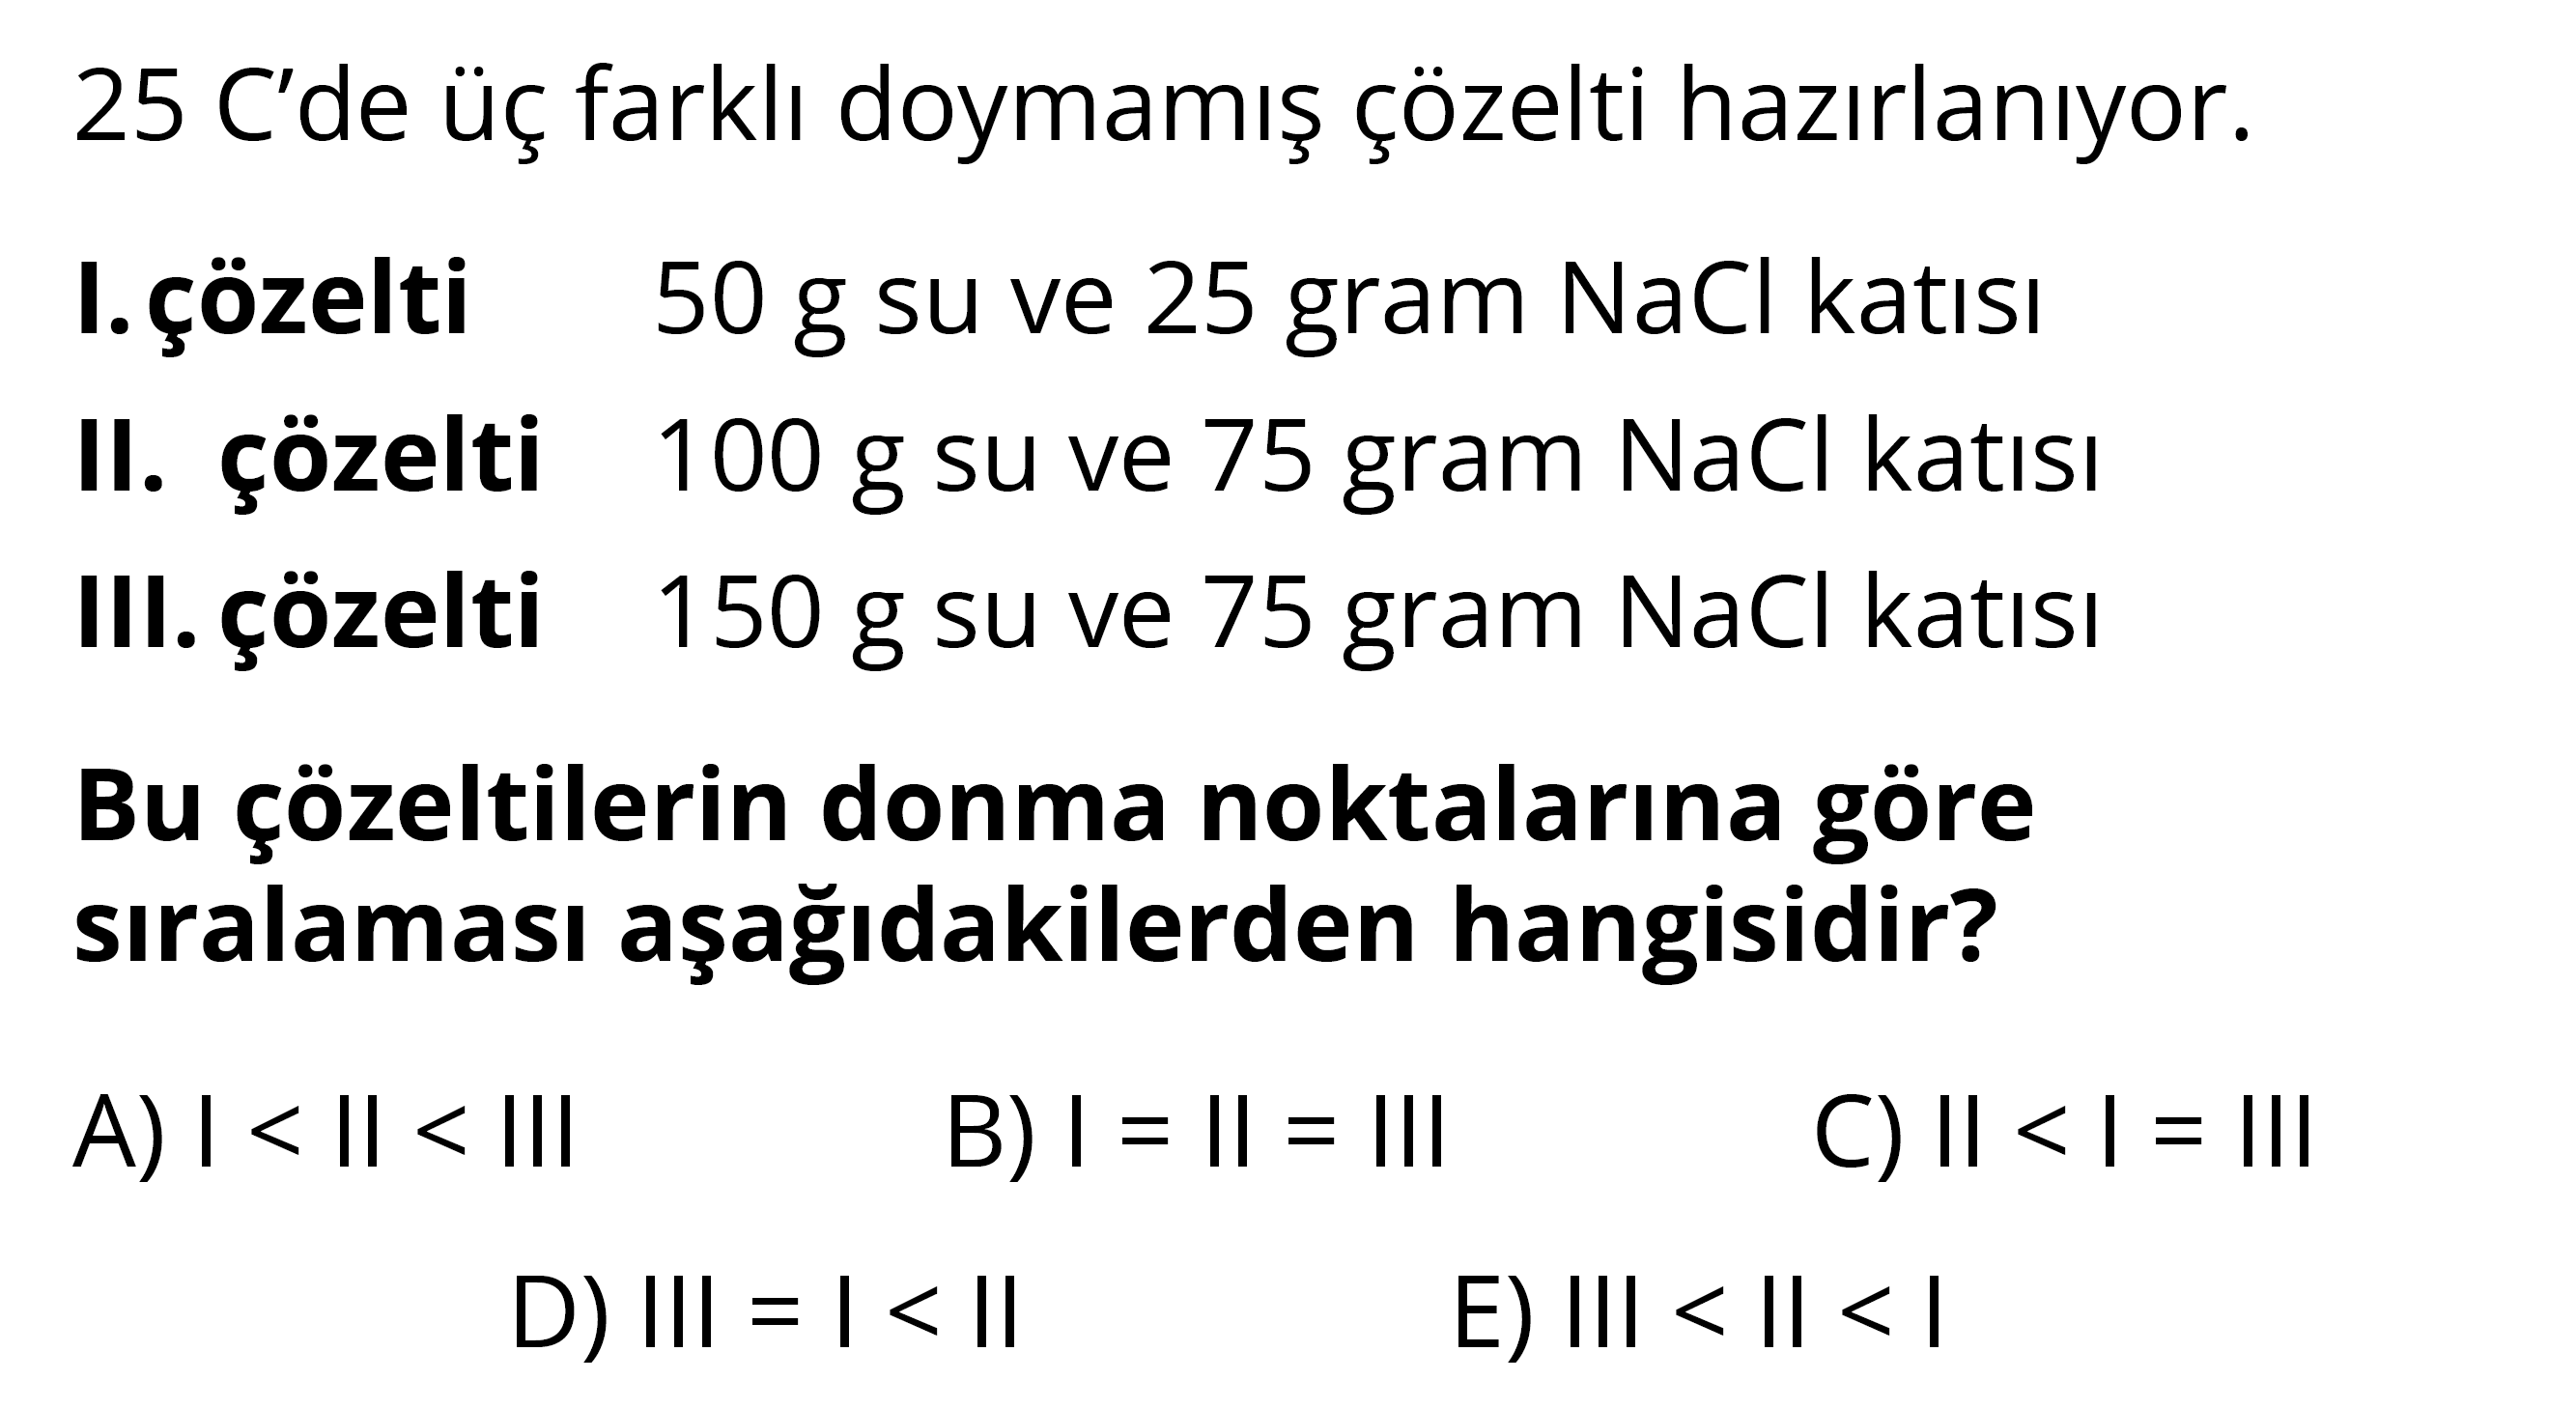 25 C’de üç farklı doymamış çözelti hazırlanıyor.
I. çözelti 50 g su ve 25 gram NaCl katısı
II. çözelti 100 g su ve 75 gram NaCl katısı
III. çözelti 150 g su ve 75 gram NaCl katısı
Bu çözeltilerin donma noktalarına göre
sıralaması aşağıdakilerden hangisidir?
A) I < II < III B) I = II = III C) II < I = III
D) III = I < II E) III < II < I